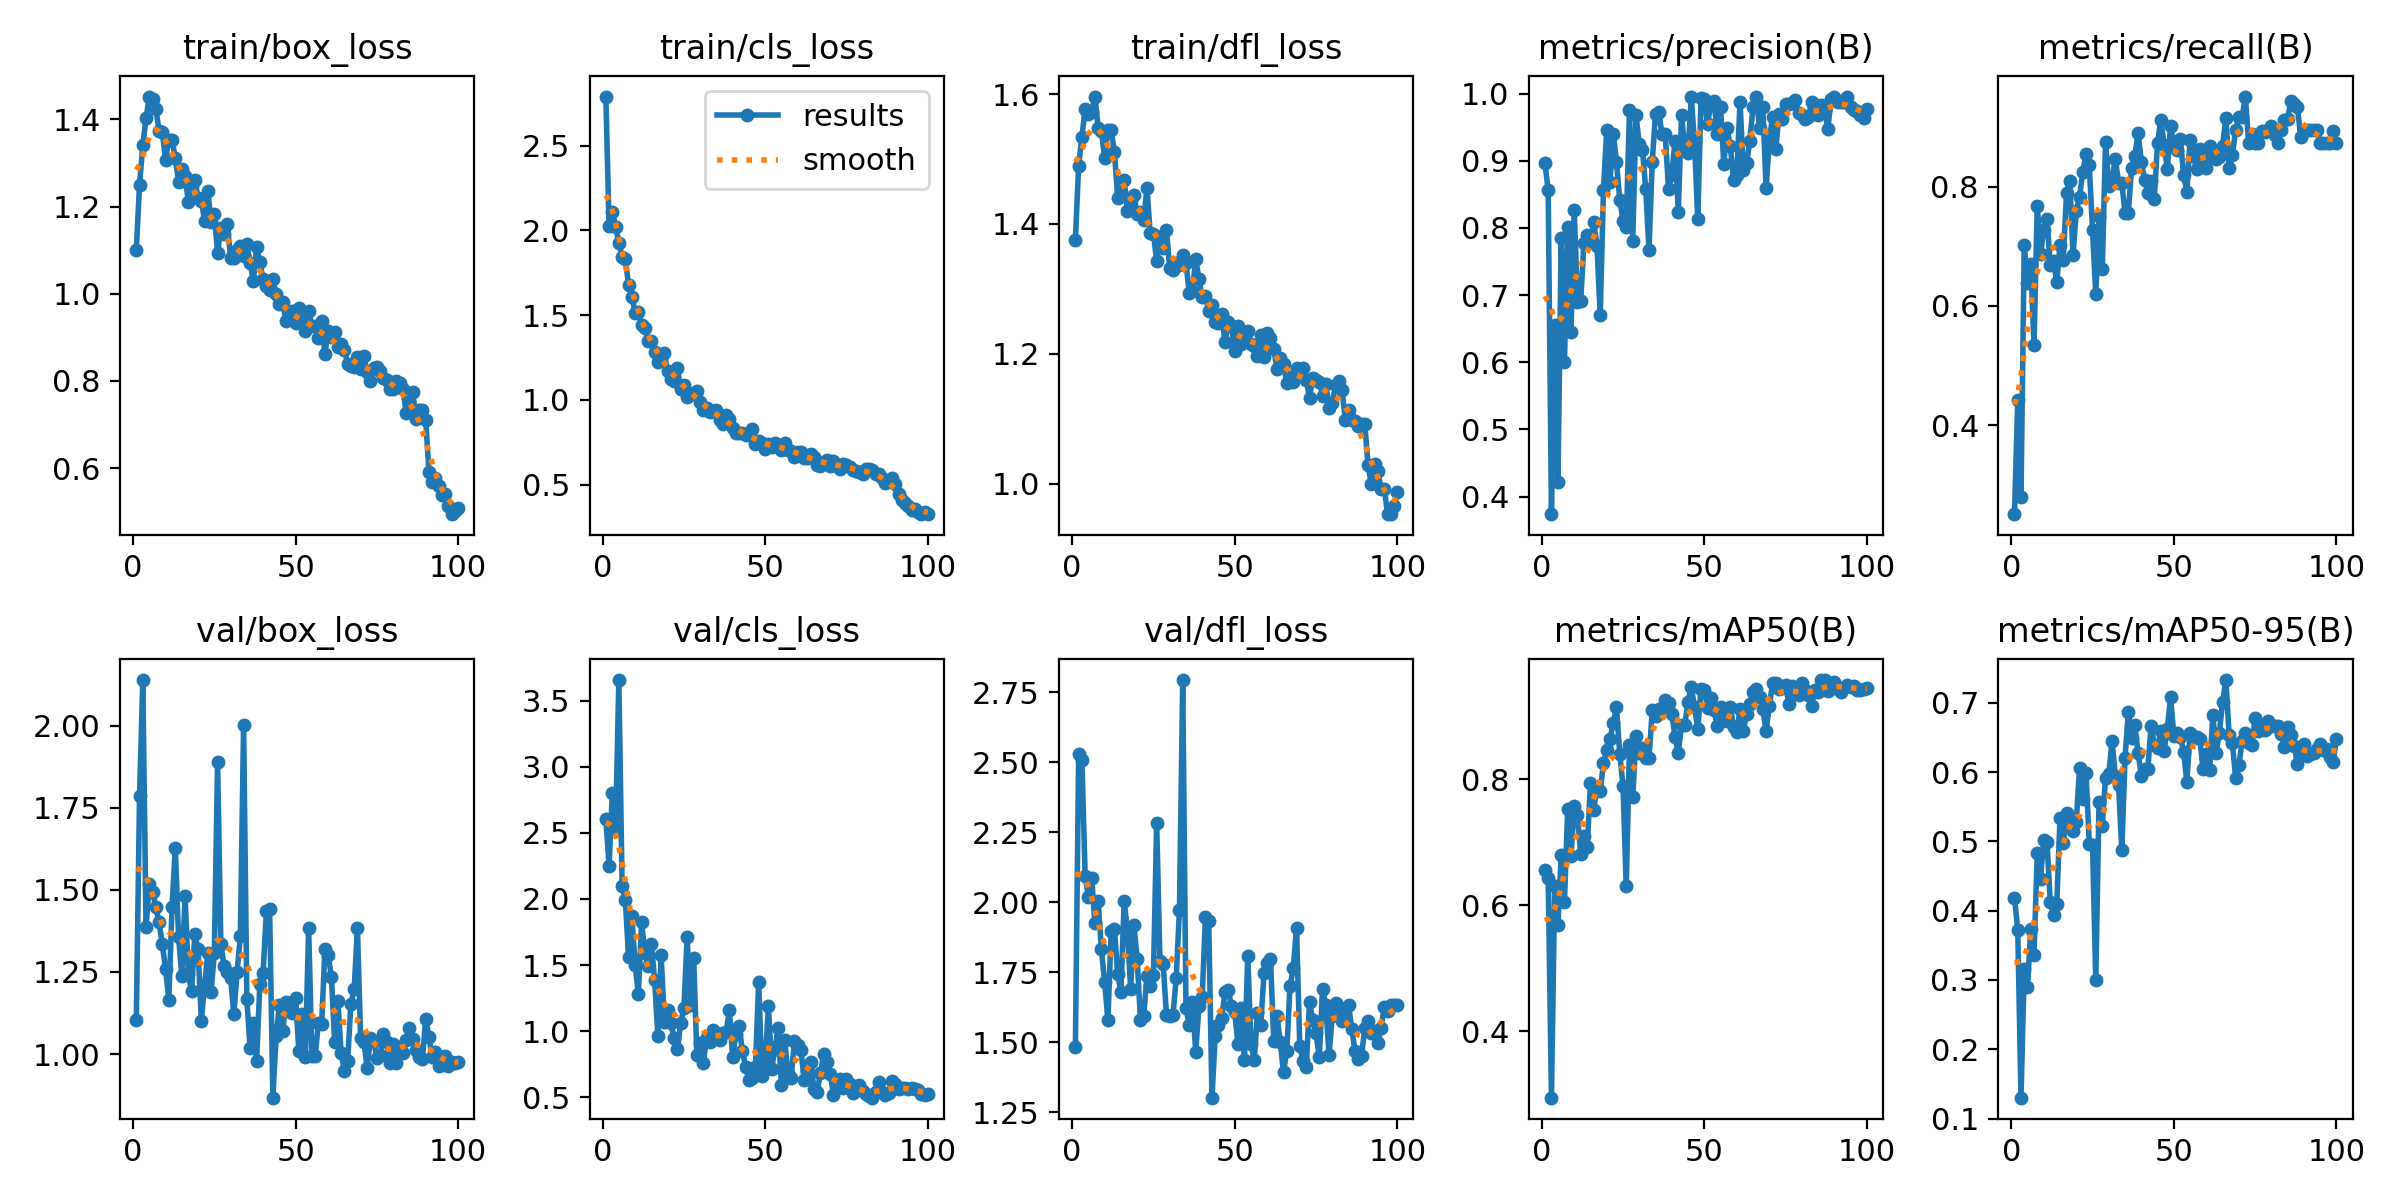 train/box_loss
1.4
1.2
1.0
0.8
0.6
0 50 100
train/cls_loss
results
smooth
2.5
2.0
1.5
1.0
0.5
0 50 100
train/dfl_loss
1.6
1.4
1.2
1.0
0 50 100
metrics/precision(B)
1.0
0.9
0.8
0.7
0.6
0.5
0.4
0 50 100
metrics/recall(B)
0.8
0.6
0.4
0 50 100
val/box_loss
2.00
1.75
1.50
1.25
1.00
0 50 100
val/cls_loss
3.5
3.0
2.5
2.0
1.5
1.0
0.5
0 50 100
val/dfl_loss
2.75
2.50
2.25
2.00
1.75
1.50
1.25
0 50 100
metrics/mAP50(B)
0.8
0.6
0.4
0 50 100
metrics/mAP50-95(B)
0.7
0.6
0.5
0.4
0.3
0.2
0.1
0 50 100